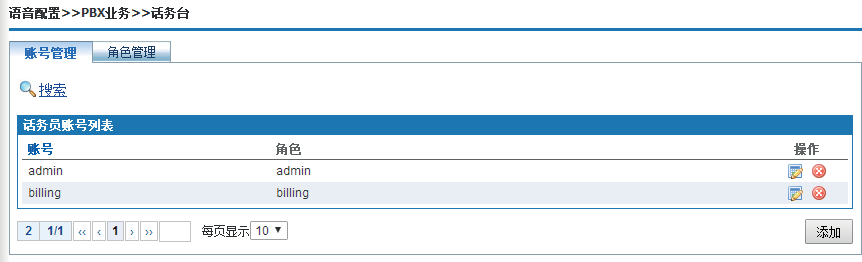 语音配置>>PBX业务>>话务台
账号管理 角色管理
搜索
话务员账号列表
账号 角色 操作
admin admin
billing billing
2 1/1 ‹‹ ‹ 1 › ›› 每页显示 10 ▼ 添加